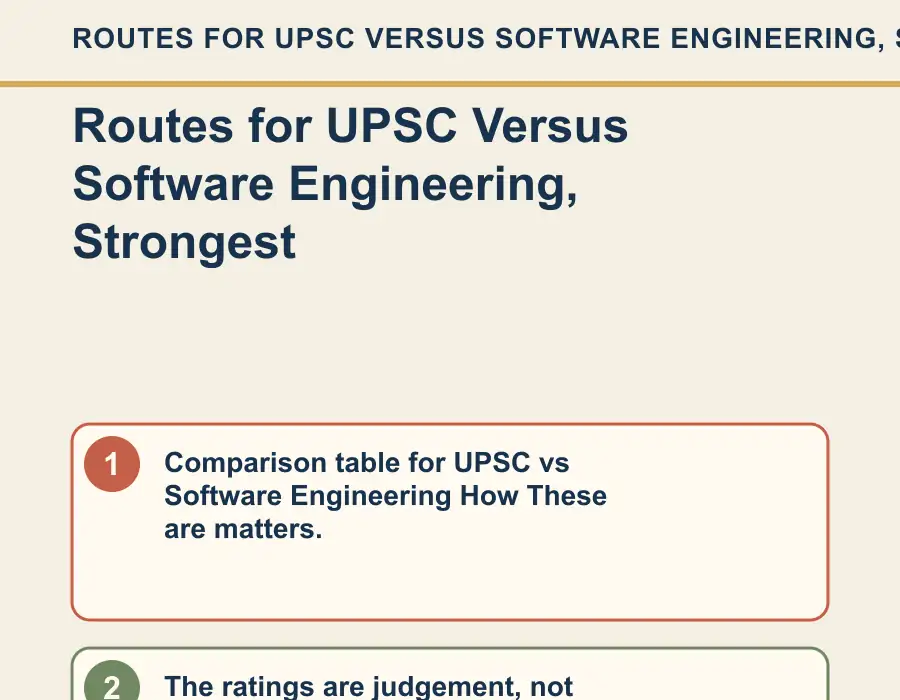 ROUTES FOR UPSC VERSUS SOFTWARE ENGINEERING,
Routes for UPSC Versus
Software Engineering,
Strongest
1
Comparison table for UPSC vs
Software Engineering How These
are matters.
2
The ratings are judgement, not